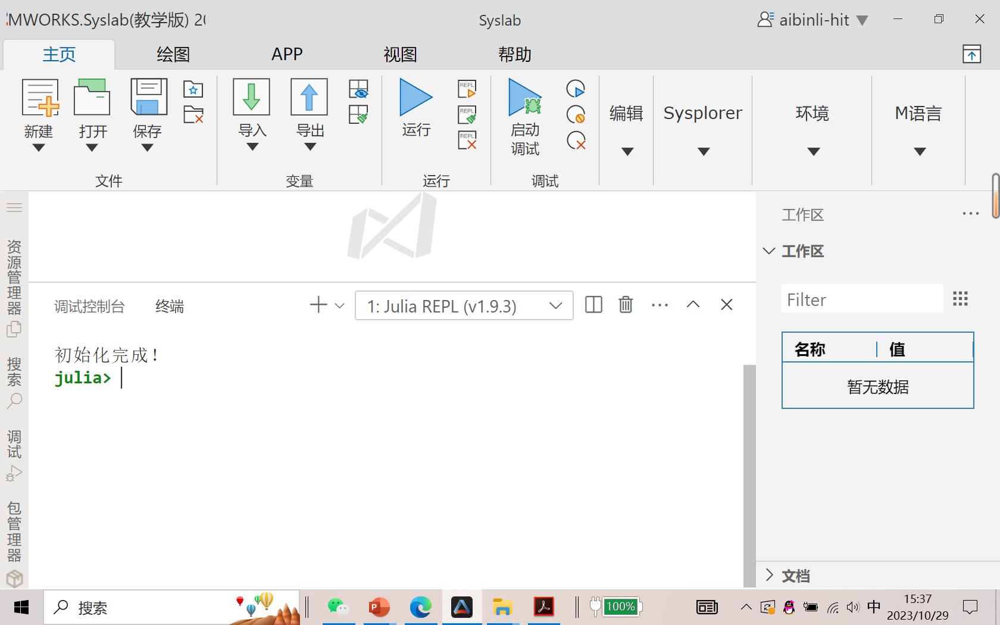 MWORKS.Syslab(教学版) 20
Syslab
aibinli-hit
主页
绘图
APP
视图
帮助
新建
打开
保存
导入
导出
REPL
REPL
REPL
运行
启动
调试
编辑
Sysplorer
环境
M语言
文件
变量
运行
调试
资源管理器
搜索
调试
包管理器
调试控制台
终端
1: Julia REPL (v1.9.3)
初始化完成！
julia>
工作区
工作区
Filter
名称
值
暂无数据
文档
搜索
100%
中
15:37
2023/10/29